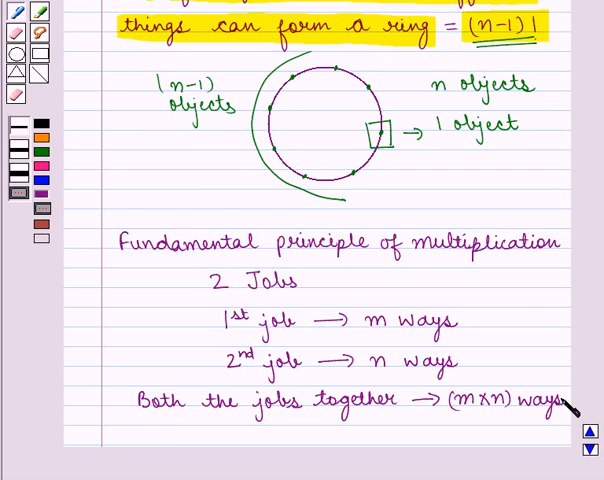 things can form a ring = (n-1)!
(n-1)
objects
n objects
→ 1 object
Fundamental principle of multiplication
2 Jobs
1st job → m ways
2nd job → n ways
Both the jobs together → (m×n) ways